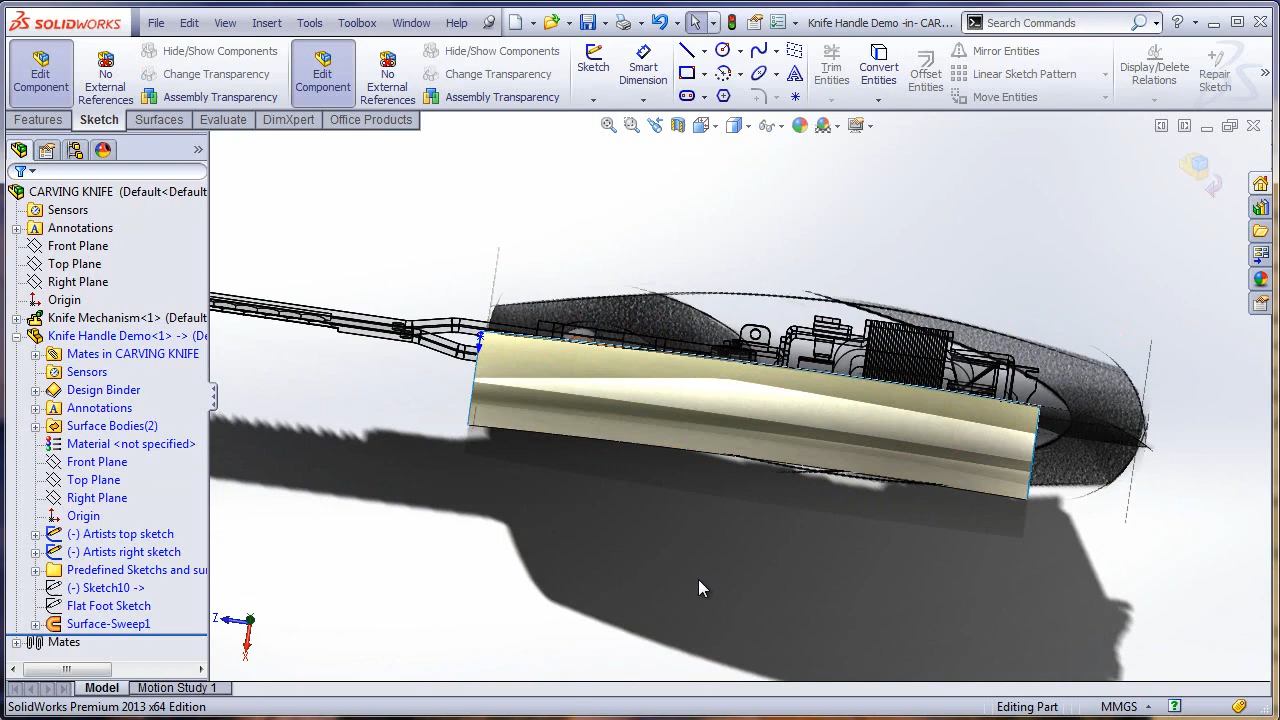 SOLIDWORKS
File Edit View Insert Tools Toolbox Window Help
Knife Handle Demo -in- CAR...
Search Commands
Edit Component
No External References
Hide/Show Components
Change Transparency
Assembly Transparency
Edit Component
No External References
Hide/Show Components
Change Transparency
Assembly Transparency
Sketch
Smart Dimension
Trim Entities
Convert Entities
Offset Entities
Mirror Entities
Linear Sketch Pattern
Move Entities
Display/Delete Relations
Repair Sketch
Features Sketch Surfaces Evaluate DimXpert Office Products
CARVING KNIFE (Default<Default
Sensors
Annotations
Front Plane
Top Plane
Right Plane
Origin
Knife Mechanism<1> (Default
Knife Handle Demo<1> -> (De
Mates in CARVING KNIFE
Sensors
Design Binder
Annotations
Surface Bodies(2)
Material <not specified>
Front Plane
Top Plane
Right Plane
Origin
(-) Artists top sketch
(-) Artists right sketch
Predefined Sketchs and sur
(-) Sketch10 ->
Flat Foot Sketch
Surface-Sweep1
Mates
Z
X
Model Motion Study 1
SolidWorks Premium 2013 x64 Edition
Editing Part
MMGS